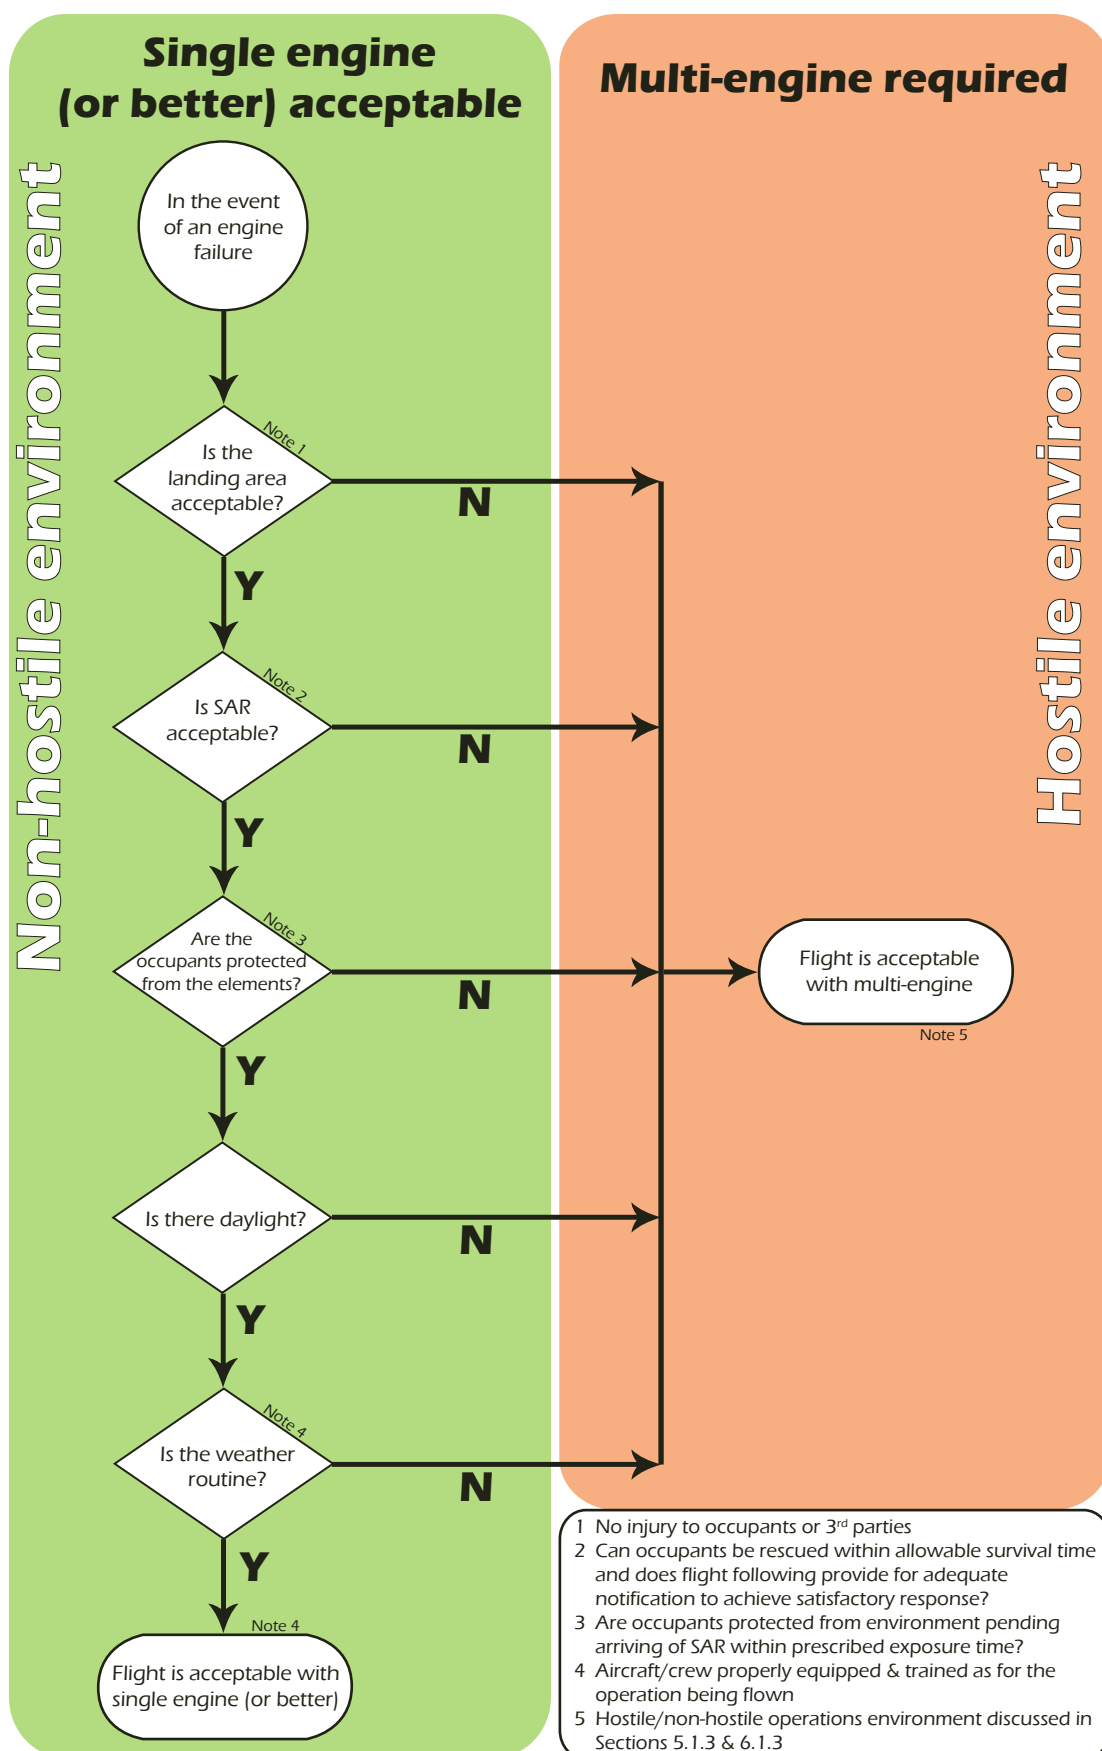 Single engine
(or better) acceptable
Multi-engine required
Non-hostile environment
Hostile environment
In the event
of an engine
failure
Note 1
Is the
landing area
acceptable?
N
Y
Note 2
Is SAR
acceptable?
N
Y
Note 3
Are the
occupants protected
from the elements?
N
Flight is acceptable
with multi-engine
Note 5
Y
Is there daylight?
N
Y
Note 4
Is the weather
routine?
N
Y
Note 4
Flight is acceptable with
single engine (or better)
1 No injury to occupants or 3rd parties
2 Can occupants be rescued within allowable survival time
and does flight following provide for adequate
notification to achieve satisfactory response?
3 Are occupants protected from environment pending
arriving of SAR within prescribed exposure time?
4 Aircraft/crew properly equipped & trained as for the
operation being flown
5 Hostile/non-hostile operations environment discussed in
Sections 5.1.3 & 6.1.3